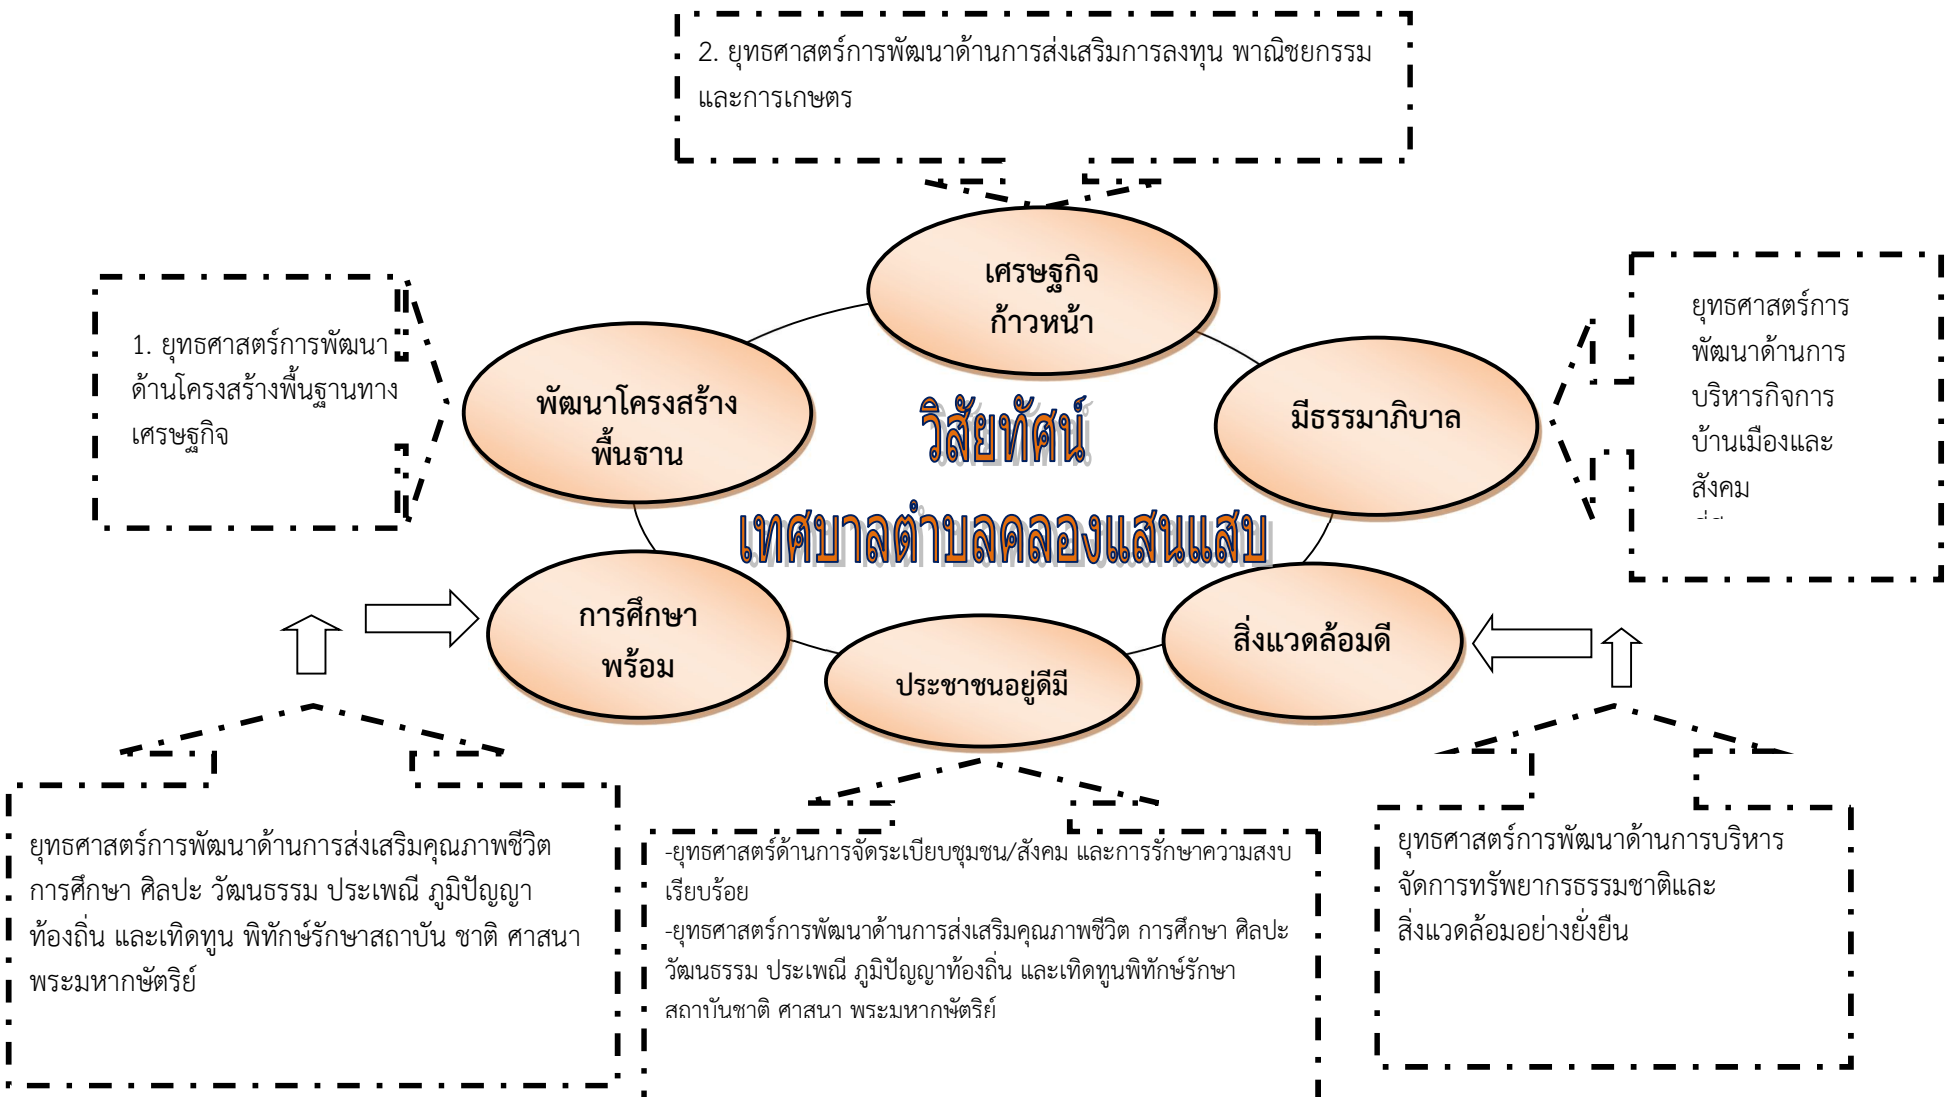 2. ยุทธศาสตร์การพัฒนาด้านการส่งเสริมการลงทุน พาณิชยกรรม
และการเกษตร
เศรษฐกิจ
ก้าวหน้า
1. ยุทธศาสตร์การพัฒนา
ด้านโครงสร้างพื้นฐานทาง
เศรษฐกิจ
พัฒนาโครงสร้าง
พื้นฐาน
มีธรรมาภิบาล
ยุทธศาสตร์การ
พัฒนาด้านการ
บริหารกิจการ
บ้านเมืองและ
สังคม
วิสัยทัศน์
เทศบาลตำบลคลองแสนแสบ
การศึกษา
พร้อม
ประชาชนอยู่ดีมี
สิ่งแวดล้อมดี
ยุทธศาสตร์การพัฒนาด้านการส่งเสริมคุณภาพชีวิต
การศึกษา ศิลปะ วัฒนธรรม ประเพณี ภูมิปัญญา
ท้องถิ่น และเทิดทูน พิทักษ์รักษาสถาบัน ชาติ ศาสนา
พระมหากษัตริย์
-ยุทธศาสตร์ด้านการจัดระเบียบชุมชน/สังคม และการรักษาความสงบ
เรียบร้อย
-ยุทธศาสตร์การพัฒนาด้านการส่งเสริมคุณภาพชีวิต การศึกษา ศิลปะ
วัฒนธรรม ประเพณี ภูมิปัญญาท้องถิ่น และเทิดทูนพิทักษ์รักษา
สถาบันชาติ ศาสนา พระมหากษัตริย์
ยุทธศาสตร์การพัฒนาด้านการบริหาร
จัดการทรัพยากรธรรมชาติและ
สิ่งแวดล้อมอย่างยั่งยืน